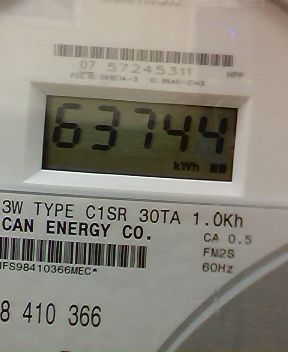 07 57245311
63744
kWh
3W TYPE C1SR 30TA 1.0Kh
CAN ENERGY CO.
CA 0.5
FM2S
60Hz
8 410 366